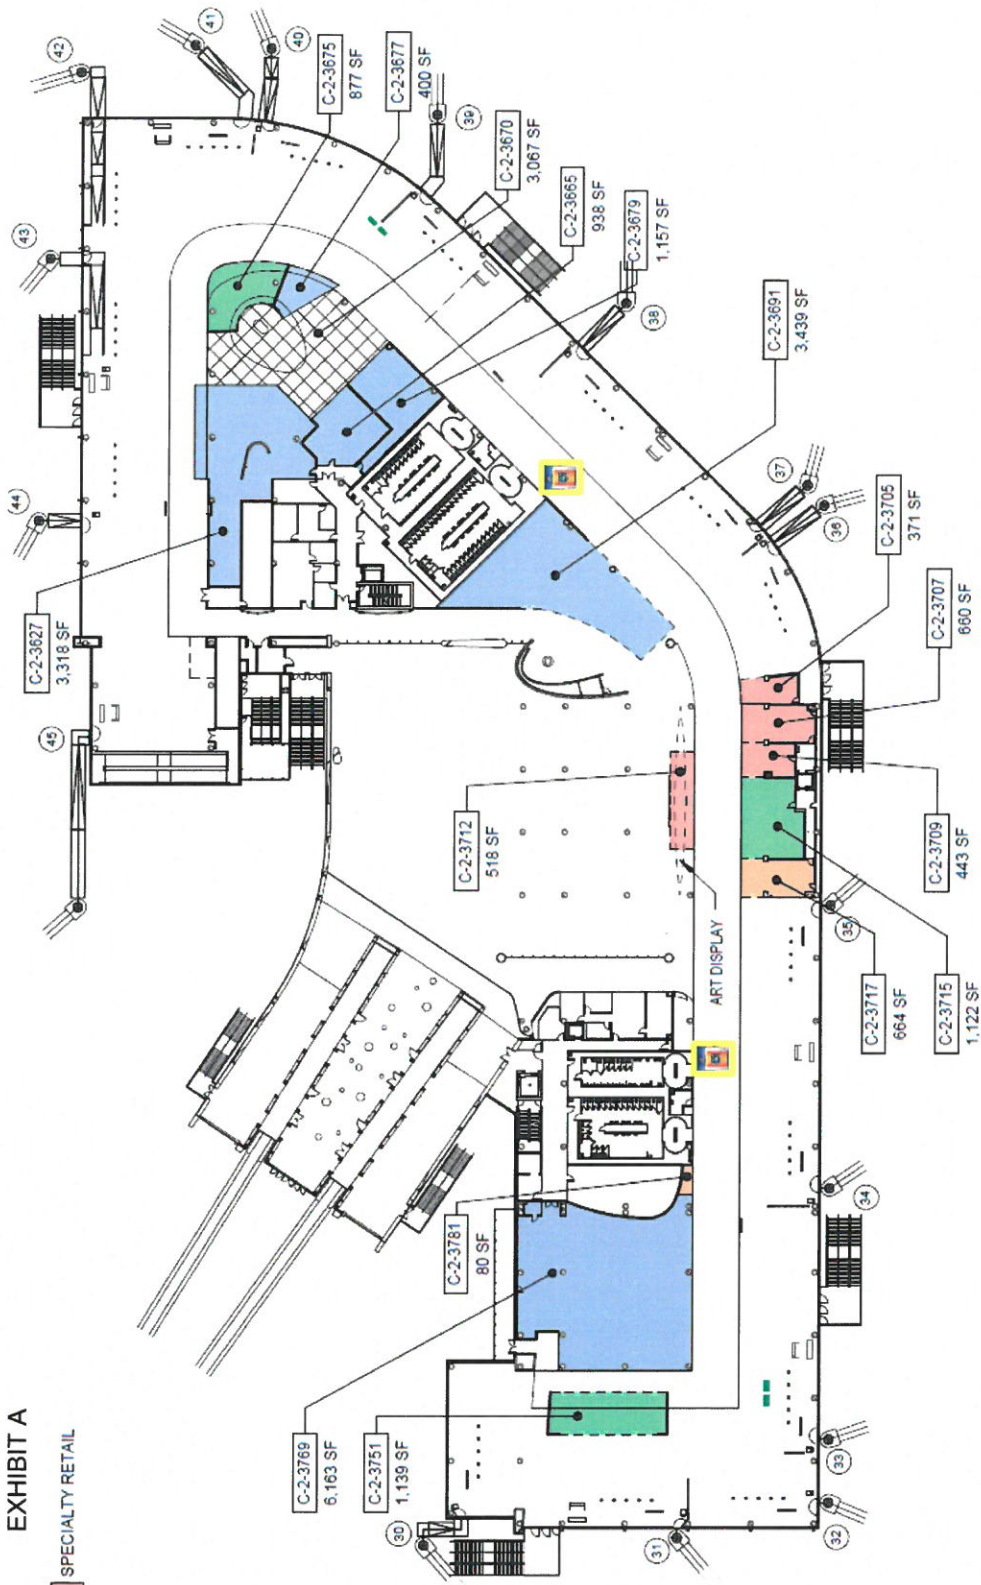 EXHIBIT A
SPECIALTY RETAIL
C-2-3769
6,163 SF
C-2-3751
1,139 SF
C-2-3781
80 SF
C-2-3712
518 SF
ART DISPLAY
C-2-3627
3,318 SF
C-2-3675
877 SF
C-2-3677
400 SF
C-2-3670
3,067 SF
C-2-3665
938 SF
C-2-3679
1,157 SF
C-2-3691
3,439 SF
C-2-3705
371 SF
C-2-3707
660 SF
C-2-3709
443 SF
C-2-3715
1,122 SF
C-2-3717
664 SF
30
31
32
33
34
35
36
37
38
39
40
41
42
43
44
45